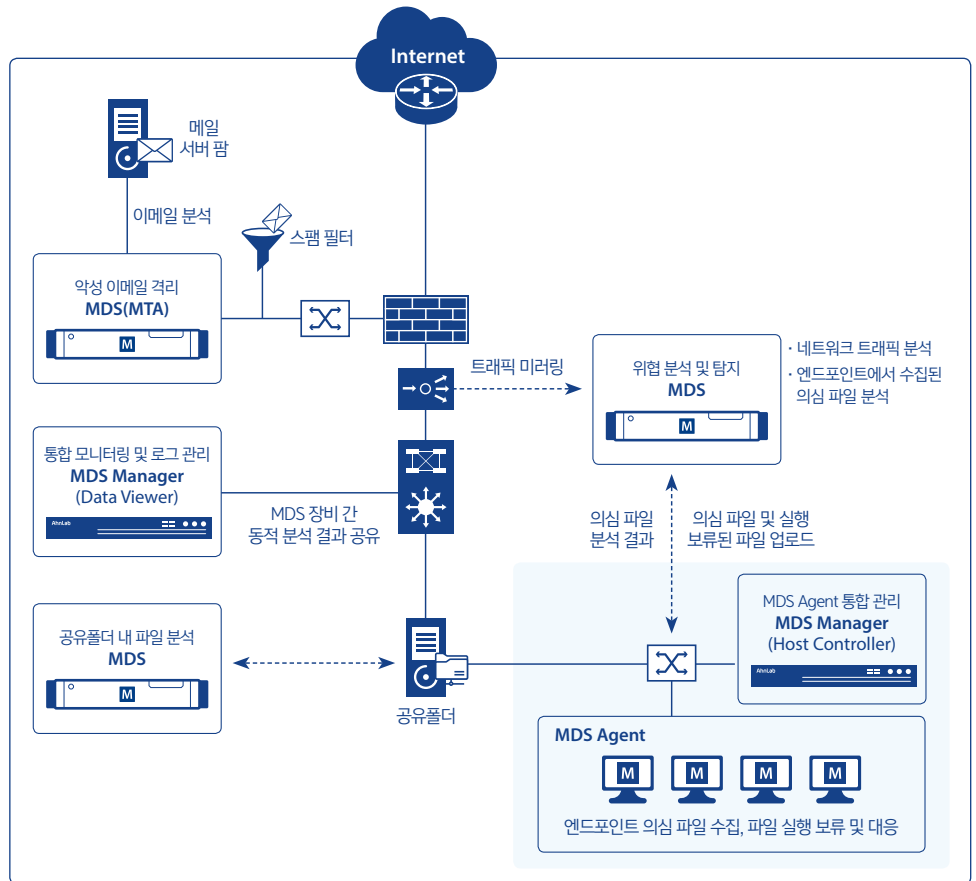 Internet
메일
서버 팜
이메일 분석
스팸 필터
악성 이메일 격리
MDS(MTA)
M
트래픽 미러링
위협 분석 및 탐지
MDS
M
· 네트워크 트래픽 분석
· 엔드포인트에서 수집된
의심 파일 분석
통합 모니터링 및 로그 관리
MDS Manager
(Data Viewer)
AhnLab
MDS 장비 간
동적 분석 결과 공유
의심 파일
분석 결과
의심 파일 및 실행
보류된 파일 업로드
공유폴더 내 파일 분석
MDS
M
공유폴더
MDS Agent 통합 관리
MDS Manager
(Host Controller)
AhnLab
MDS Agent
M M M M
엔드포인트 의심 파일 수집, 파일 실행 보류 및 대응